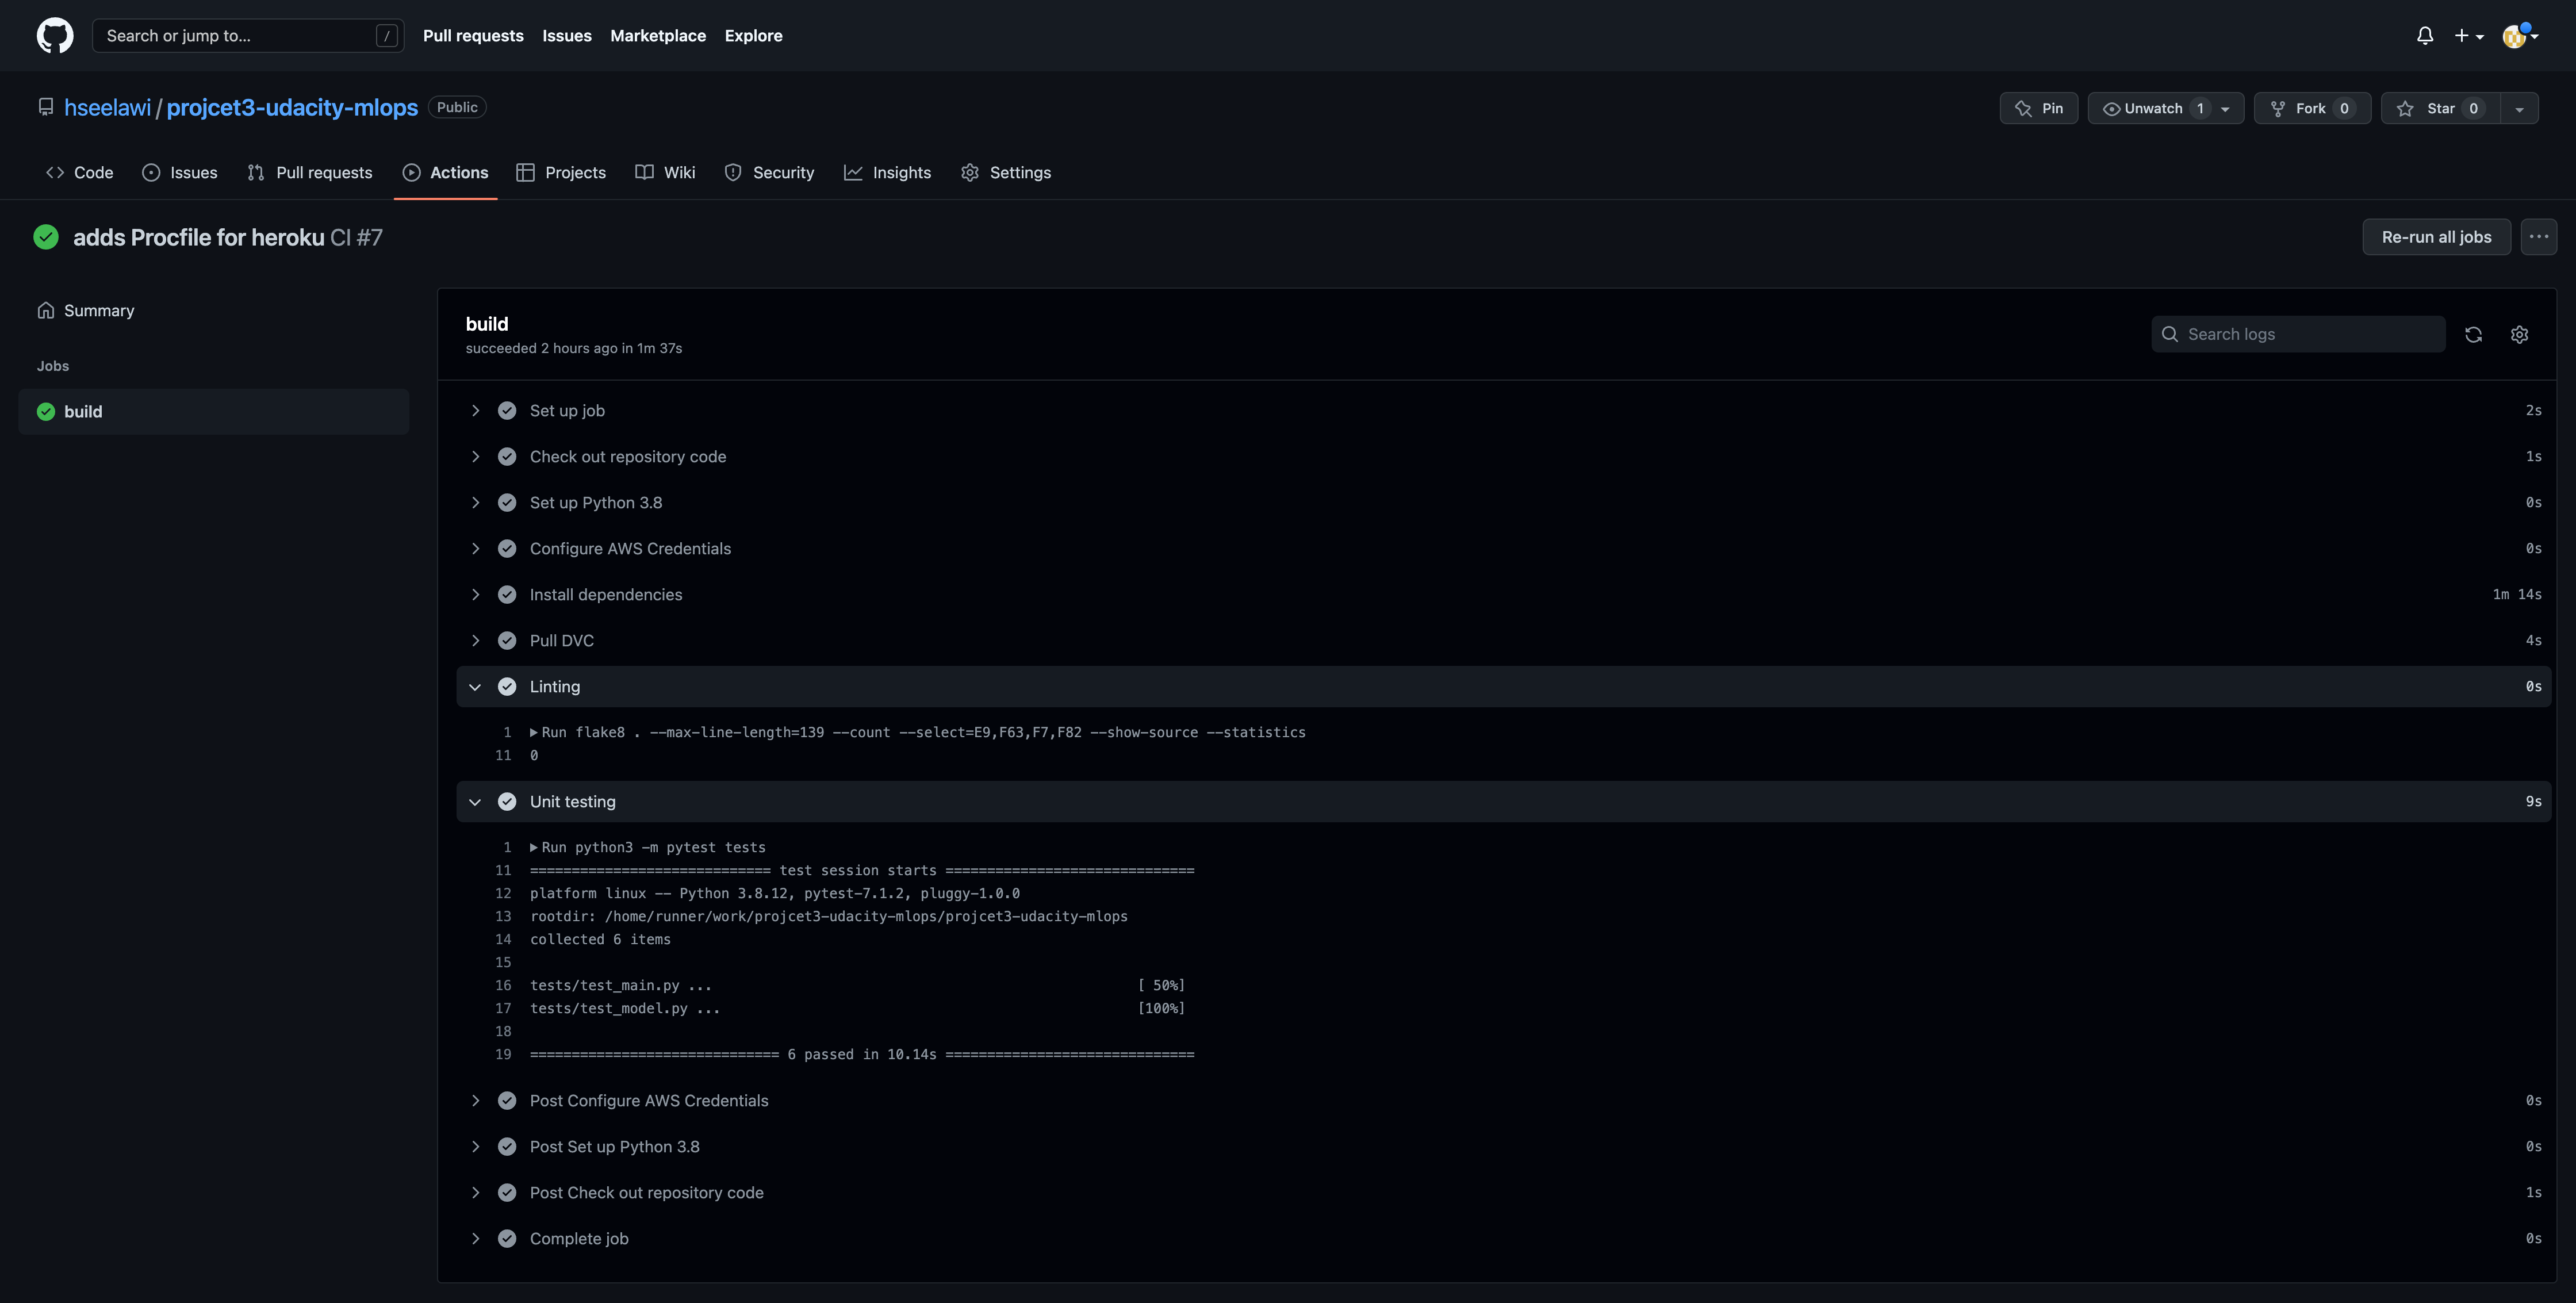 Search or jump to... /
Pull requests Issues Marketplace Explore
hseelawi / projcet3-udacity-mlops Public
Pin Unwatch 1 Fork 0 Star 0
Code Issues Pull requests Actions Projects Wiki Security Insights Settings
adds Procfile for heroku CI #7
Re-run all jobs
Summary
Jobs
build
build
succeeded 2 hours ago in 1m 37s
Search logs
Set up job 2s
Check out repository code 1s
Set up Python 3.8 0s
Configure AWS Credentials 0s
Install dependencies 1m 14s
Pull DVC 4s
Linting 0s
1 Run flake8 . --max-line-length=139 --count --select=E9,F63,F7,F82 --show-source --statistics
11 0
Unit testing 9s
1 Run python3 -m pytest tests
11 ============================= test session starts ==============================
12 platform linux -- Python 3.8.12, pytest-7.1.2, pluggy-1.0.0
13 rootdir: /home/runner/work/projcet3-udacity-mlops/projcet3-udacity-mlops
14 collected 6 items
15
16 tests/test_main.py ... [ 50%]
17 tests/test_model.py ... [100%]
18
19 ============================== 6 passed in 10.14s ==============================
Post Configure AWS Credentials 0s
Post Set up Python 3.8 0s
Post Check out repository code 1s
Complete job 0s